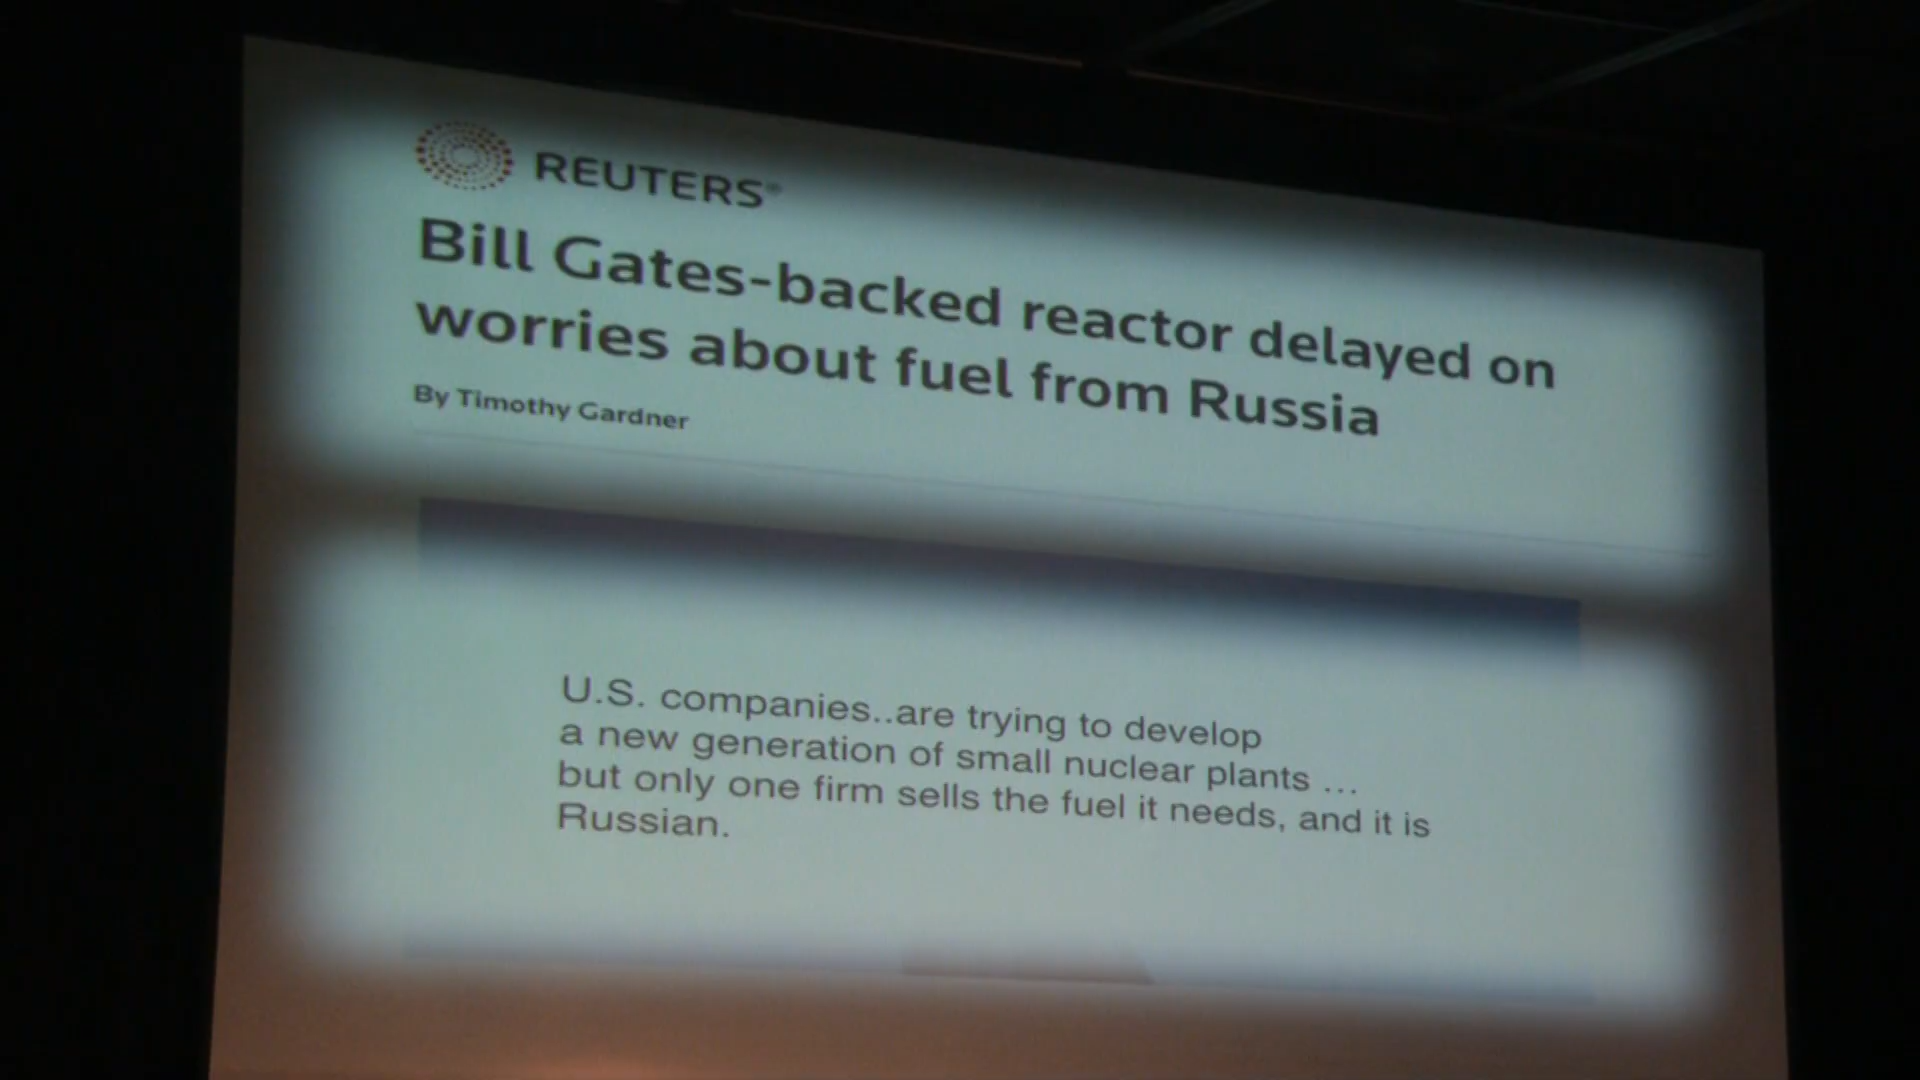 REUTERS®
Bill Gates-backed reactor delayed on
worries about fuel from Russia
By Timothy Gardner
U.S. companies..are trying to develop
a new generation of small nuclear plants ...
but only one firm sells the fuel it needs, and it is
Russian.